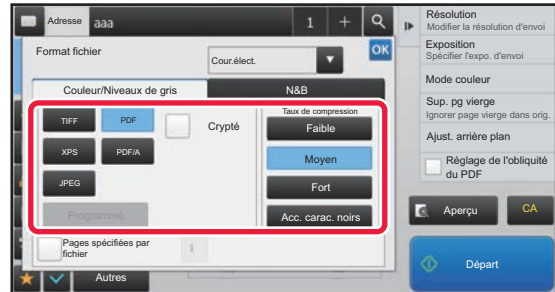 Adresse aaa 1 +
Format fichier
Cour.élect.
OK
Couleur/Niveaux de gris
N&B
TIFF
PDF
Crypté
XPS
PDF/A
JPEG
Programmé
Taux de compression
Faible
Moyen
Fort
Acc. carac. noirs
Pages spécifiées par
fichier
1
Autres
Résolution
Modifier la résolution d'envoi
Exposition
Spécifier l'expo. d'envoi
Mode couleur
Sup. pg vierge
Ignorer page vierge dans orig.
Ajust. arrière plan
Réglage de l'obliquité
du PDF
Aperçu
CA
Départ